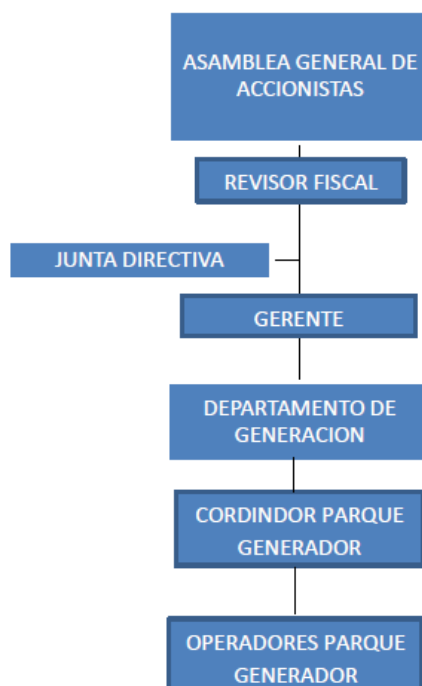 ASAMBLEA GENERAL DE
ACCIONISTAS
REVISOR FISCAL
JUNTA DIRECTIVA
GERENTE
DEPARTAMENTO DE
GENERACION
CORDINDOR PARQUE
GENERADOR
OPERADORES PARQUE
GENERADOR